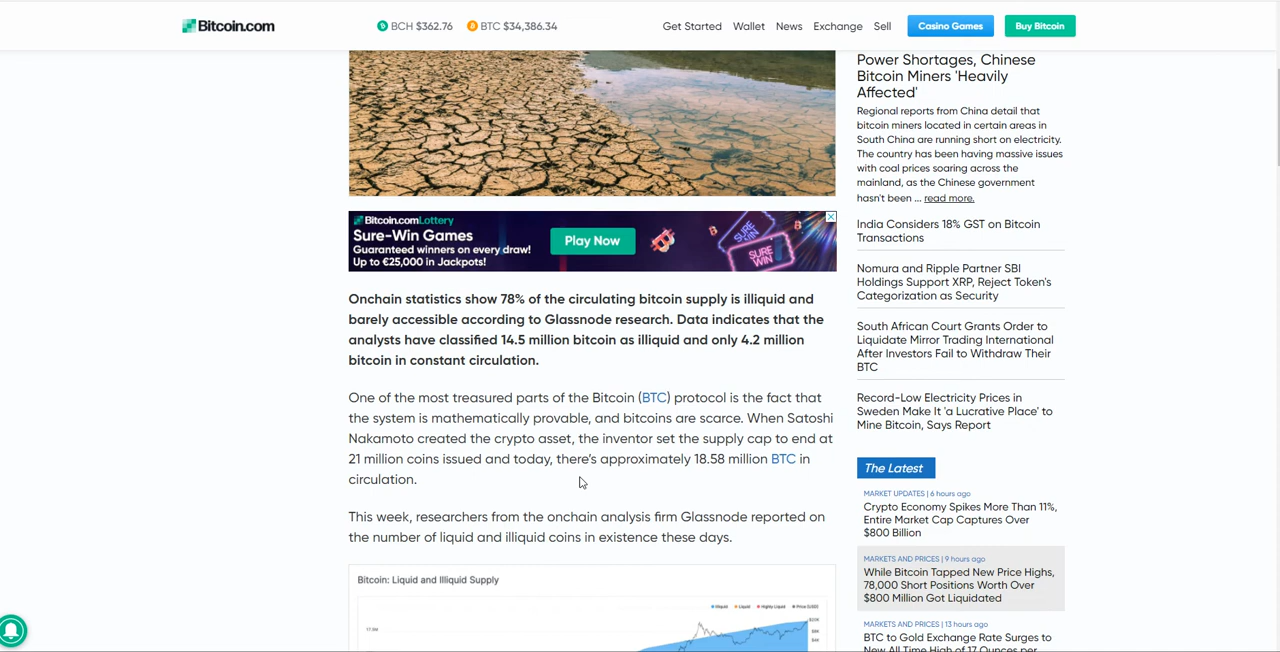 Bitcoin.com
BCH $362.76 BTC $34,386.34
Get Started Wallet News Exchange Sell Casino Games Buy Bitcoin
Bitcoin.comLottery
Sure-Win Games
Guaranteed winners on every draw!
Up to €25,000 in Jackpots!
Play Now
SURE WIN
SURE WIN
Onchain statistics show 78% of the circulating bitcoin supply is illiquid and
barely accessible according to Glassnode research. Data indicates that the
analysts have classified 14.5 million bitcoin as illiquid and only 4.2 million
bitcoin in constant circulation.
One of the most treasured parts of the Bitcoin (BTC) protocol is the fact that
the system is mathematically provable, and bitcoins are scarce. When Satoshi
Nakamoto created the crypto asset, the inventor set the supply cap to end at
21 million coins issued and today, there's approximately 18.58 million BTC in
circulation.
This week, researchers from the onchain analysis firm Glassnode reported on
the number of liquid and illiquid coins in existence these days.
Bitcoin: Liquid and Illiquid Supply
Illiquid Liquid Highly Liquid Price [USD]
Power Shortages, Chinese
Bitcoin Miners 'Heavily
Affected'
Regional reports from China detail that
bitcoin miners located in certain areas in
South China are running short on electricity.
The country has been having massive issues
with coal prices soaring across the
mainland, as the Chinese government
hasn't been ... read more.
India Considers 18% GST on Bitcoin
Transactions
Nomura and Ripple Partner SBI
Holdings Support XRP, Reject Token's
Categorization as Security
South African Court Grants Order to
Liquidate Mirror Trading International
After Investors Fail to Withdraw Their
BTC
Record-Low Electricity Prices in
Sweden Make It 'a Lucrative Place' to
Mine Bitcoin, Says Report
The Latest
MARKET UPDATES | 6 hours ago
Crypto Economy Spikes More Than 11%,
Entire Market Cap Captures Over
$800 Billion
MARKETS AND PRICES | 9 hours ago
While Bitcoin Tapped New Price Highs,
78,000 Short Positions Worth Over
$800 Million Got Liquidated
MARKETS AND PRICES | 13 hours ago
BTC to Gold Exchange Rate Surges to
New All Time High of 17 Ounces per